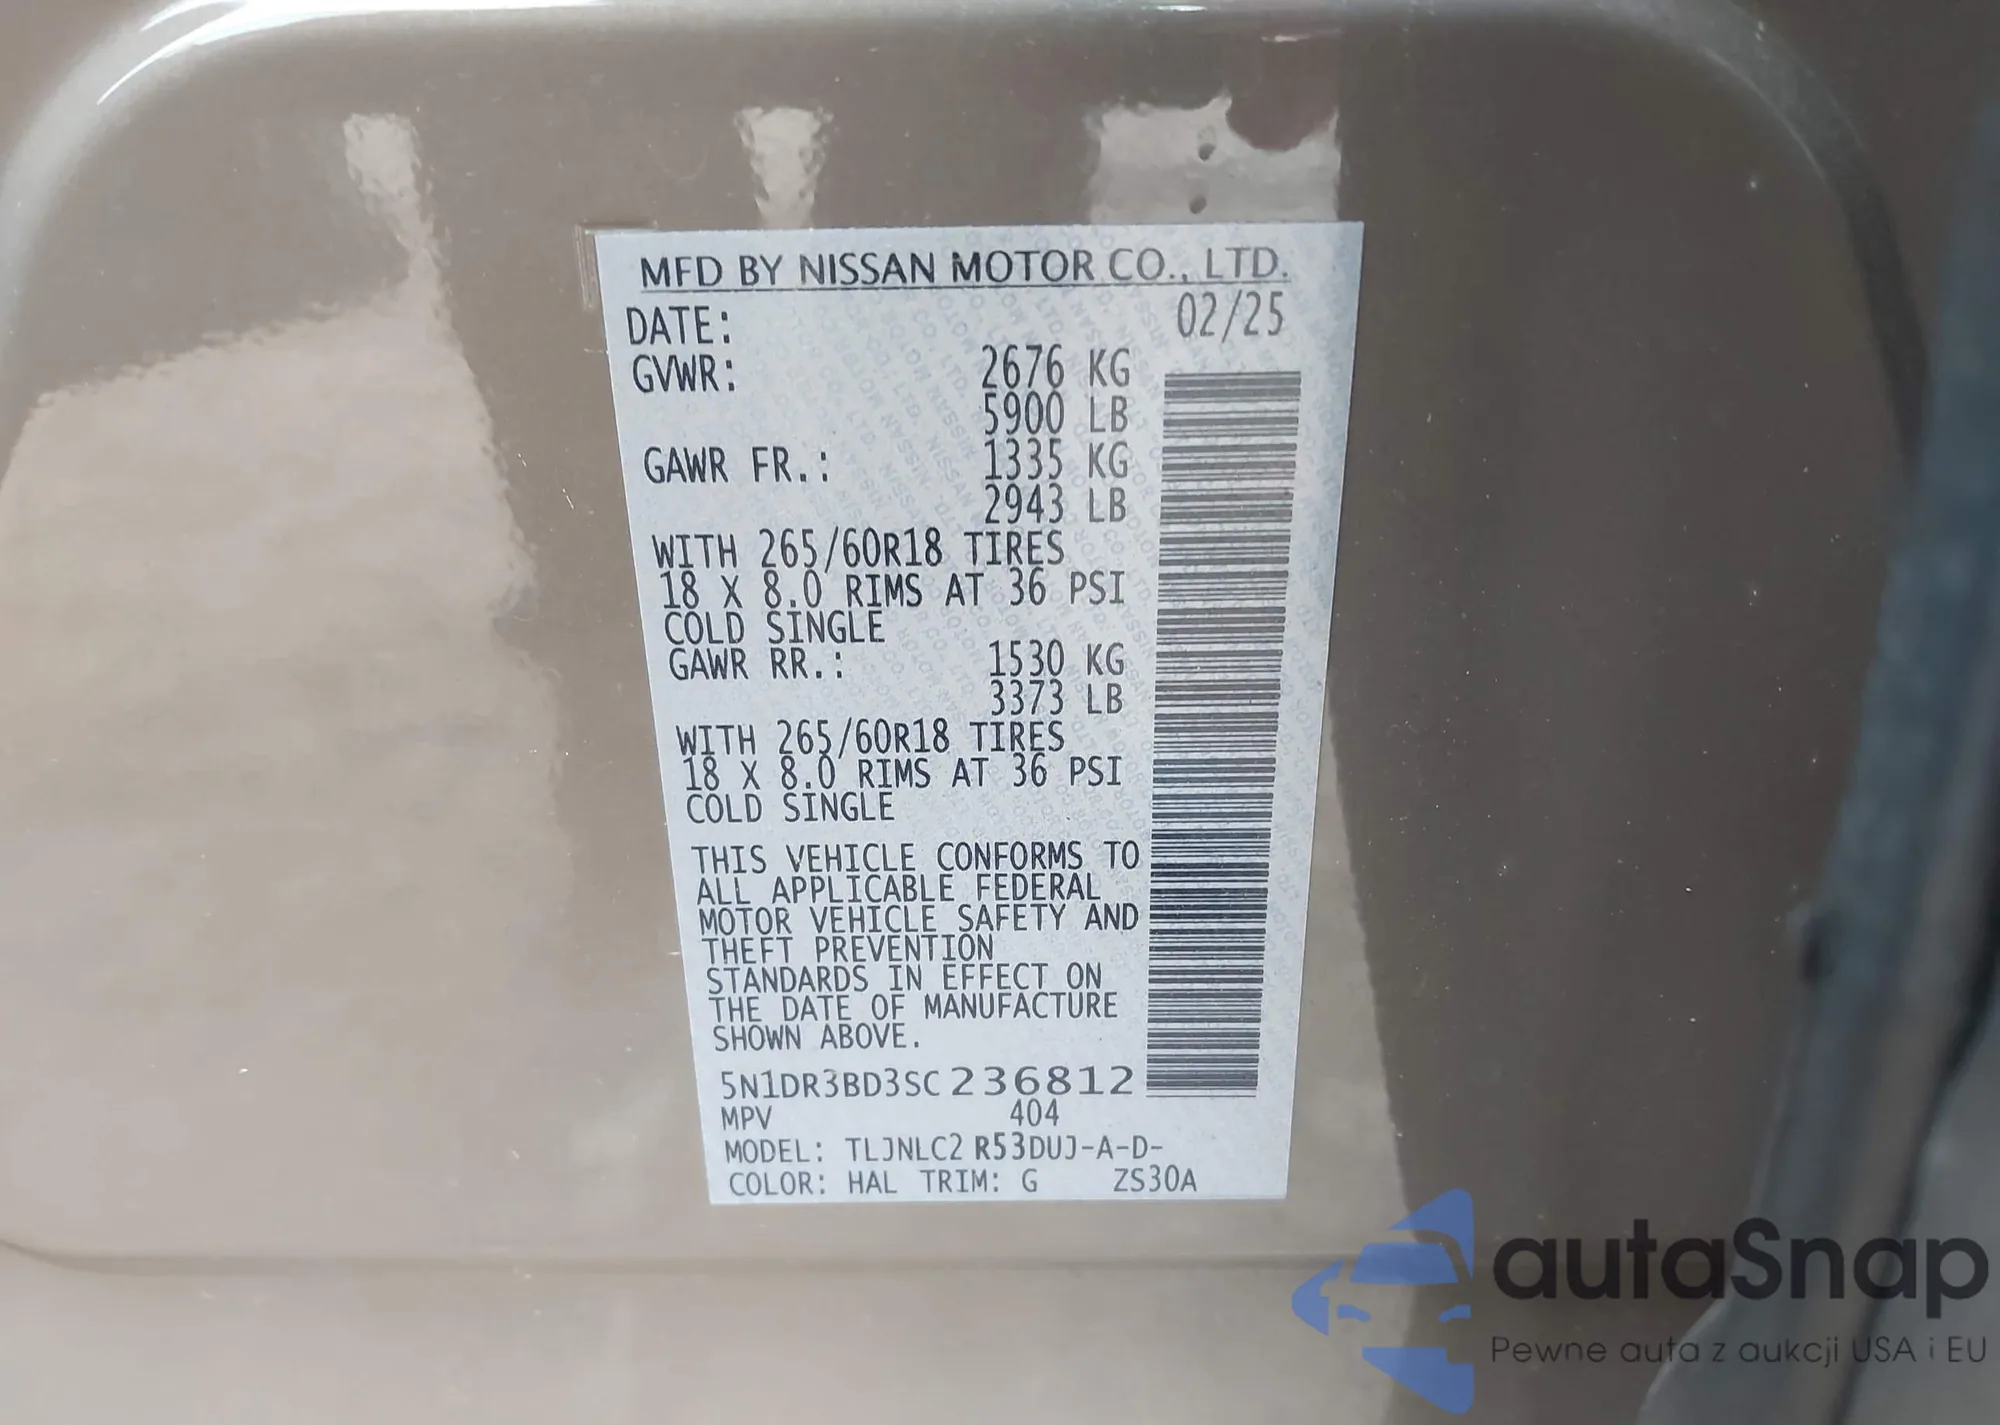 MFD BY NISSAN MOTOR CO., LTD.
DATE: 02/25
GVWR: 2676 KG
5900 LB
GAWR FR.: 1335 KG
2943 LB
WITH 265/60R18 TIRES
18 X 8.0 RIMS AT 36 PSI
COLD SINGLE
GAWR RR.: 1530 KG
3373 LB
WITH 265/60R18 TIRES
18 X 8.0 RIMS AT 36 PSI
COLD SINGLE
THIS VEHICLE CONFORMS TO
ALL APPLICABLE FEDERAL
MOTOR VEHICLE SAFETY AND
THEFT PREVENTION
STANDARDS IN EFFECT ON
THE DATE OF MANUFACTURE
SHOWN ABOVE.
5N1DR3BD3SC236812
MPV 404
MODEL: TLJNLC2 R53DUJ-A-D-
COLOR: HAL TRIM: G ZS30A
autaSnap
Pewne auta z aukcji USA i EU